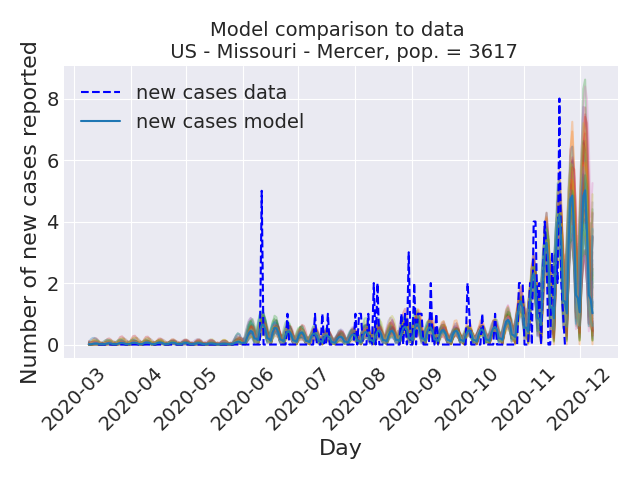 Model comparison to data
US - Missouri - Mercer, pop. = 3617
Number of new cases reported
8
6
4
2
0
new cases data
new cases model
2020-03
2020-04
2020-05
2020-06
2020-07
2020-08
2020-09
2020-10
2020-11
2020-12
Day